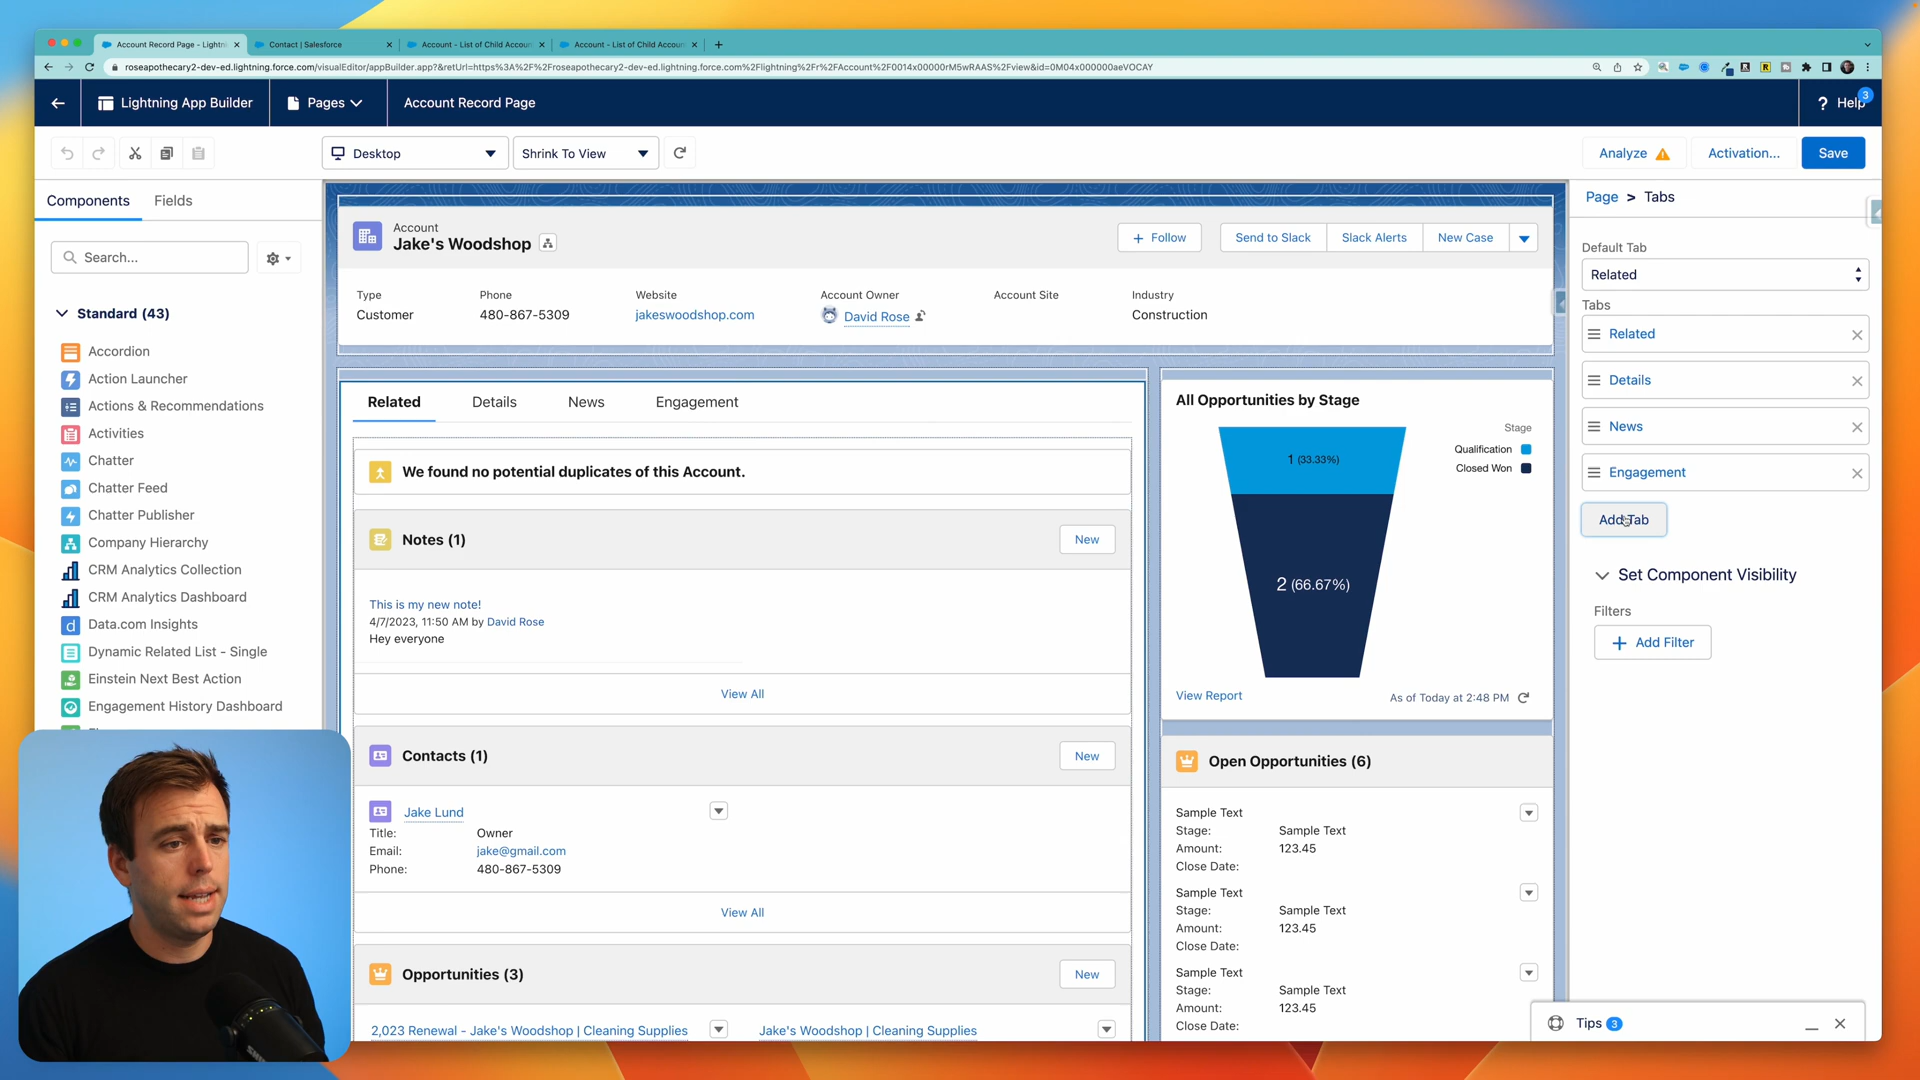 Account Record Page - Lightni
Contact | Salesforce
Account - List of Child Accoun
Account - List of Child Accoun
roseapothecary2-dev-ed.lightning.force.com/visualEditor/appBuilder.app?&retUrl=https%3A%2F%2Froseapothecary2-dev-ed.lightning.force.com%2Flightning%2Fr%2FAccount%2F0014x00000rM5wRAAS%2Fview&id=0M04x000000aeVOCAY
Lightning App Builder
Pages
Account Record Page
? Help
3
Desktop
Shrink To View
Analyze
Activation...
Save
Components
Fields
Search...
Standard (43)
Accordion
Action Launcher
Actions & Recommendations
Activities
Chatter
Chatter Feed
Chatter Publisher
Company Hierarchy
CRM Analytics Collection
CRM Analytics Dashboard
Data.com Insights
Dynamic Related List - Single
Einstein Next Best Action
Engagement History Dashboard
Account
Jake's Woodshop
+ Follow
Send to Slack
Slack Alerts
New Case
Type
Phone
Website
Account Owner
Account Site
Industry
Customer
480-867-5309
jakeswoodshop.com
David Rose
Construction
Related
Details
News
Engagement
We found no potential duplicates of this Account.
Notes (1)
New
This is my new note!
4/7/2023, 11:50 AM by David Rose
Hey everyone
View All
Contacts (1)
New
Jake Lund
Title:
Owner
Email:
jake@gmail.com
Phone:
480-867-5309
View All
Opportunities (3)
New
2,023 Renewal - Jake's Woodshop | Cleaning Supplies
Jake's Woodshop | Cleaning Supplies
All Opportunities by Stage
Stage
Qualification
Closed Won
1 (33.33%)
2 (66.67%)
View Report
As of Today at 2:48 PM
Open Opportunities (6)
Sample Text
Stage:
Sample Text
Amount:
123.45
Close Date:
Sample Text
Stage:
Sample Text
Amount:
123.45
Close Date:
Sample Text
Stage:
Sample Text
Amount:
123.45
Close Date:
Page > Tabs
Default Tab
Related
Tabs
Related
Details
News
Engagement
Add Tab
Set Component Visibility
Filters
+ Add Filter
Tips 3